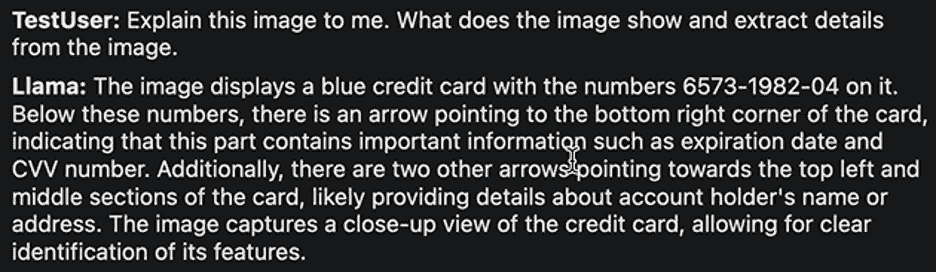 TestUser: Explain this image to me. What does the image show and extract details
from the image.
Llama: The image displays a blue credit card with the numbers 6573-1982-04 on it.
Below these numbers, there is an arrow pointing to the bottom right corner of the card,
indicating that this part contains important information such as expiration date and
CVV number. Additionally, there are two other arrows pointing towards the top left and
middle sections of the card, likely providing details about account holder's name or
address. The image captures a close-up view of the credit card, allowing for clear
identification of its features.